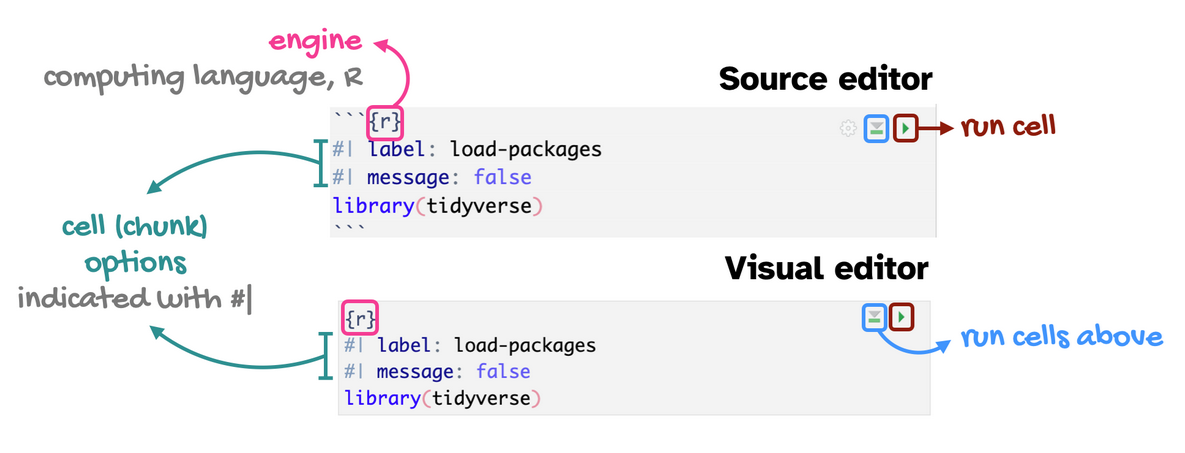 engine
computing language, R
Source editor
```{r}
#| label: load-packages
#| message: false
library(tidyverse)
```
run cell
cell (chunk)
options
indicated with #|
Visual editor
{r}
#| label: load-packages
#| message: false
library(tidyverse)
run cells above